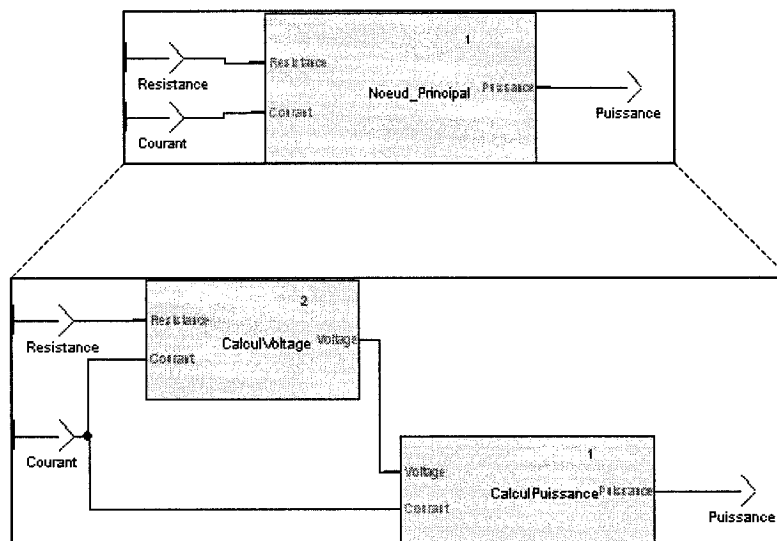 1
Resistance
Resistance
Noeud_Principal
Puissance
Courant
Puissance
Courant
2
Resistance
Voltage
Resistance
CalculVoltage
Courant
1
Courant
Voltage
CalculPuissance
Puissance
Courant
Puissance